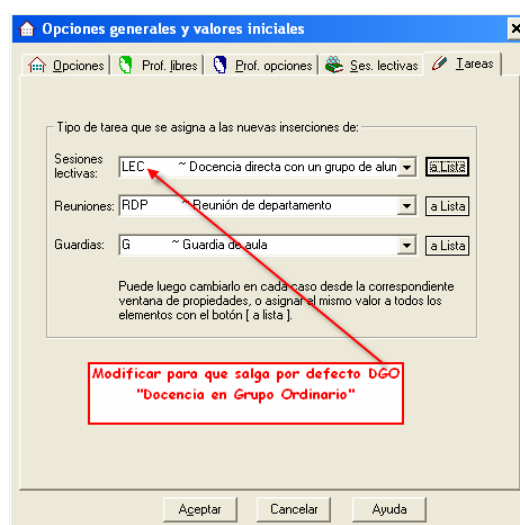 Opciones generales y valores iniciales
Opciones Prof. libres Prof. opciones Ses. lectivas Tareas
Tipo de tarea que se asigna a las nuevas inserciones de:
Sesiones
lectivas:
LEC ~ Docencia directa con un grupo de alun
a Lista
Reuniones: RDP ~ Reunión de departamento a Lista
Guardias: G ~ Guardia de aula a Lista
Puede luego cambiarlo en cada caso desde la correspondiente
ventana de propiedades, o asignar el mismo valor a todos los
elementos con el botón [ a lista ].
Modificar para que salga por defecto DGO
"Docencia en Grupo Ordinario"
Aceptar Cancelar Ayuda